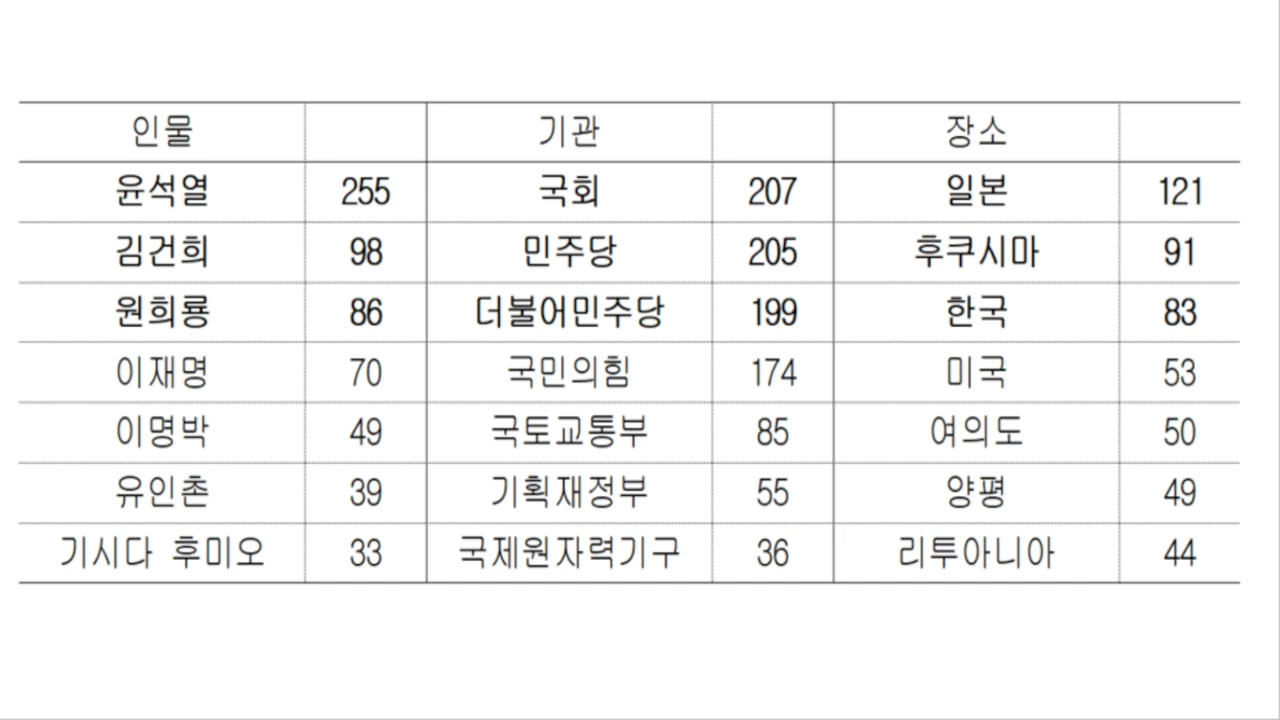 인물 기관 장소
윤석열 255 국회 207 일본 121
김건희 98 민주당 205 후쿠시마 91
원희룡 86 더불어민주당 199 한국 83
이재명 70 국민의힘 174 미국 53
이명박 49 국토교통부 85 여의도 50
유인촌 39 기획재정부 55 양평 49
기시다 후미오 33 국제원자력기구 36 리투아니아 44